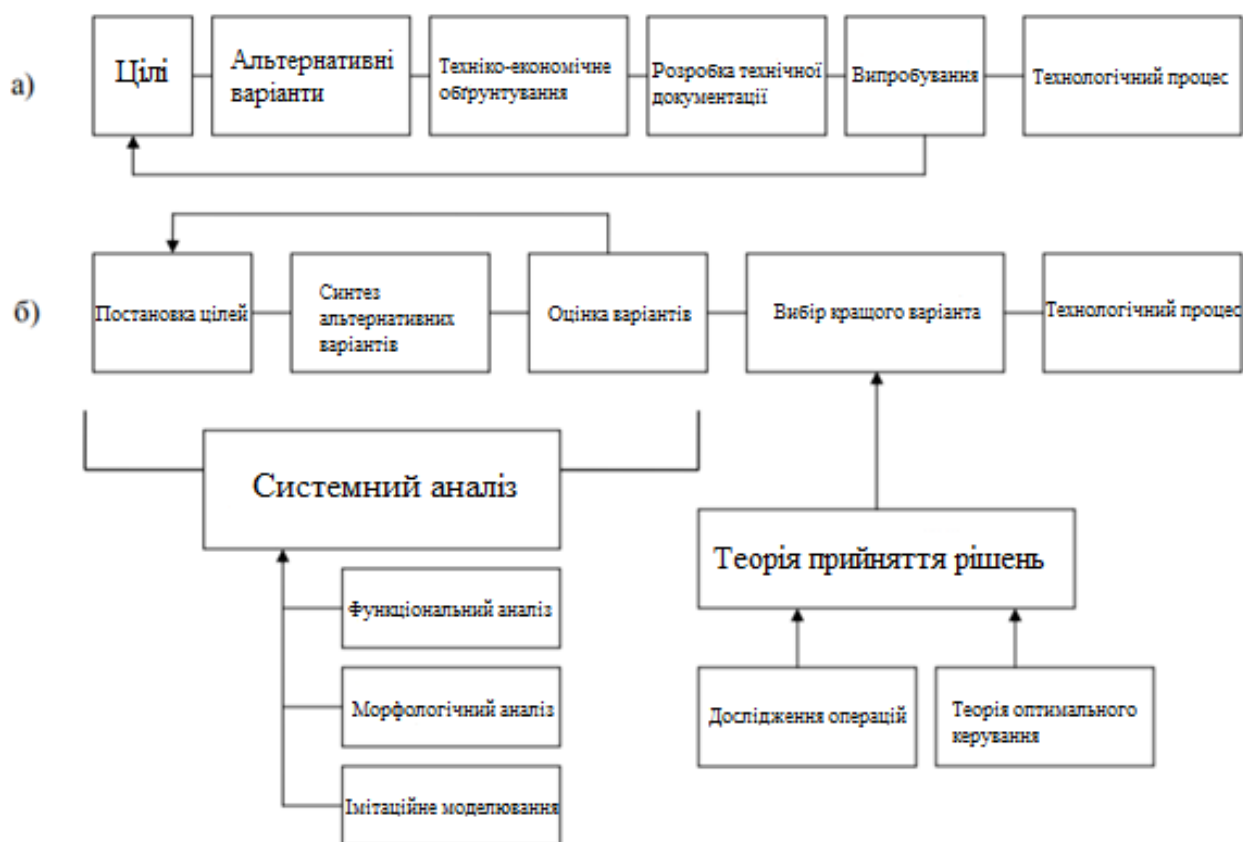 а)
Цілі
Альтернативні
варіанти
Техніко-економічне
обґрунтування
Розробка технічної
документації
Випробування
Технологічний процес
б)
Постановка цілей
Синтез
альтернативних
варіантів
Оцінка варіантів
Вибір кращого варіанта
Технологічний процес
Системний аналіз
Функціональний аналіз
Морфологічний аналіз
Імітаційне моделювання
Теорія прийняття рішень
Дослідження операцій
Теорія оптимального
керування